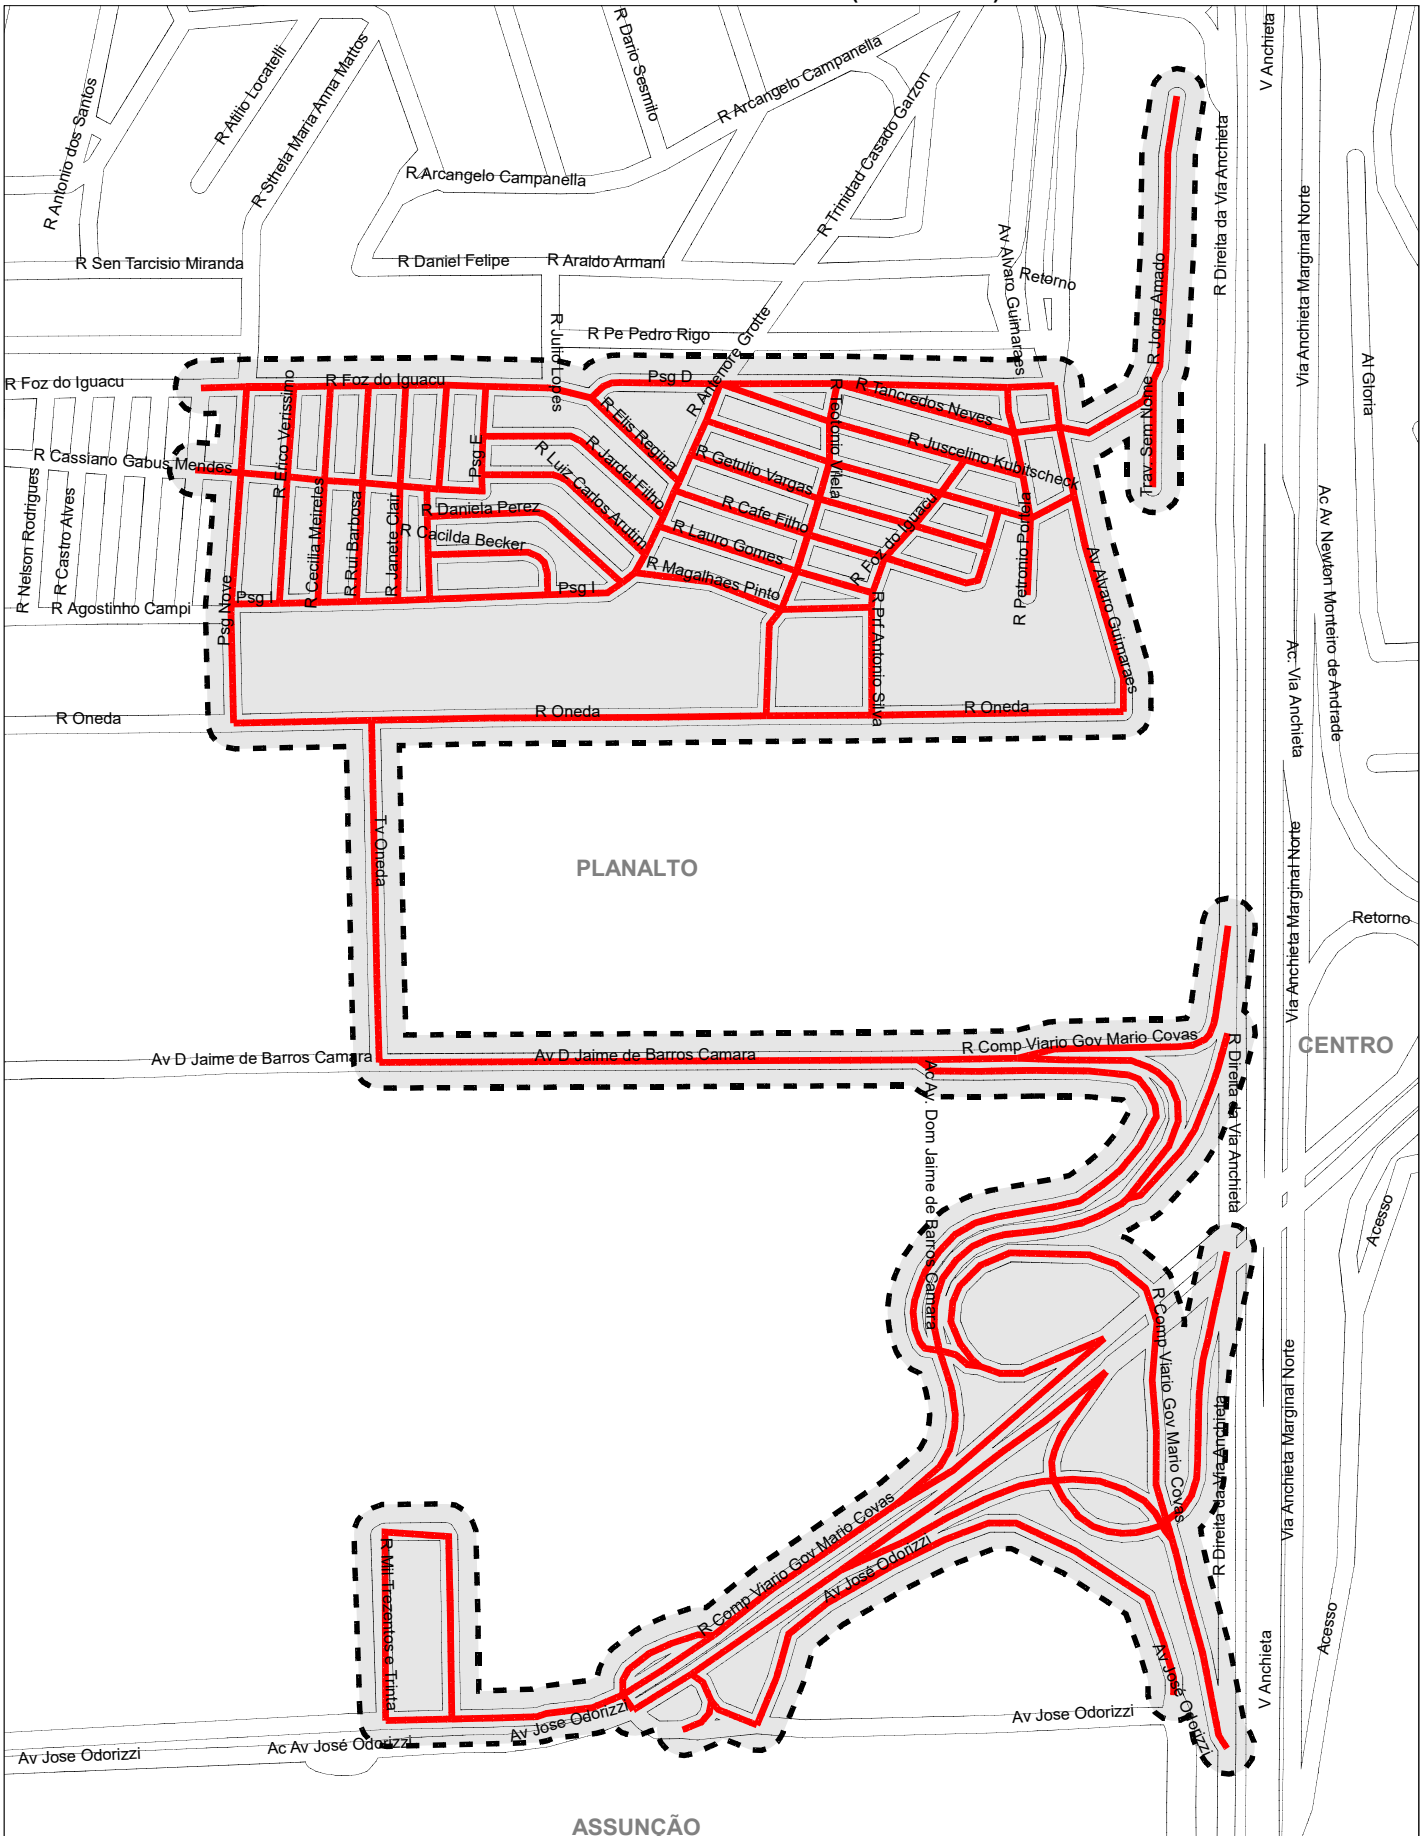 V Anchieta
R Dario Sesmilo
R Arcangelo Campanella
R Atilio Locatelli
R Sthela Maria Anna Mattos
R Antonio dos Santos
R Trinidad Casado Garzon
R Direita da Via Anchieta
R Arcangelo Campanella
Via Anchieta Marginal Norte
R Sen Tarcisio Miranda
R Daniel Felipe
R Araldo Armani
Av Alvaro Guimaraes
Retorno
R Jorge Amado
R Julio Lopes
R Pe Pedro Rigo
R Antenore Grotte
Al Gloria
R Foz do Iguacu
R Foz do Iguacu
Psg D
R Erico Verissimo
R Elis Regina
R Teotonio Vilela
R Tancredos Neves
Trav. Sem Nome
R Cassiano Gabus Mendes
Psg E
R Jardel Filho
R Luiz Carlos Arutim
R Getulio Vargas
R Juscelino Kubitscheck
R Nelson Rodrigues
R Castro Alves
R Cecilia Meireles
R Rui Barbosa
R Janete Clair
R Daniela Perez
R Cacilda Becker
R Cafe Filho
R Lauro Gomes
R Magalhaes Pinto
R Foz do Iguacu
R Petronio Portela
Av Alvaro Guimaraes
Ac Av Newton Monteiro de Andrade
Psg I
Psg I
R Agostinho Campi
Psg Nove
R Prf Antonio Silva
Ac. Via Anchieta
R Oneda
R Oneda
R Oneda
Tv Oneda
PLANALTO
Via Anchieta Marginal Norte
Retorno
Av D Jaime de Barros Camara
Av D Jaime de Barros Camara
R Comp Viario Gov Mario Covas
CENTRO
R Direita da Via Anchieta
Ac Av. Dom Jaime de Barros Camara
Acesso
R Comp Viario Gov Mario Covas
Via Anchieta Marginal Norte
R Direita da Via Anchieta
R Comp Viario Gov Mario Covas
Av José Odorizzi
R Mil Trezentos e Trinta
Acesso
V Anchieta
Av José Odorizzi
Av Jose Odorizzi
Av Jose Odorizzi
Ac Av José Odorizzi
Av Jose Odorizzi
ASSUNÇÃO